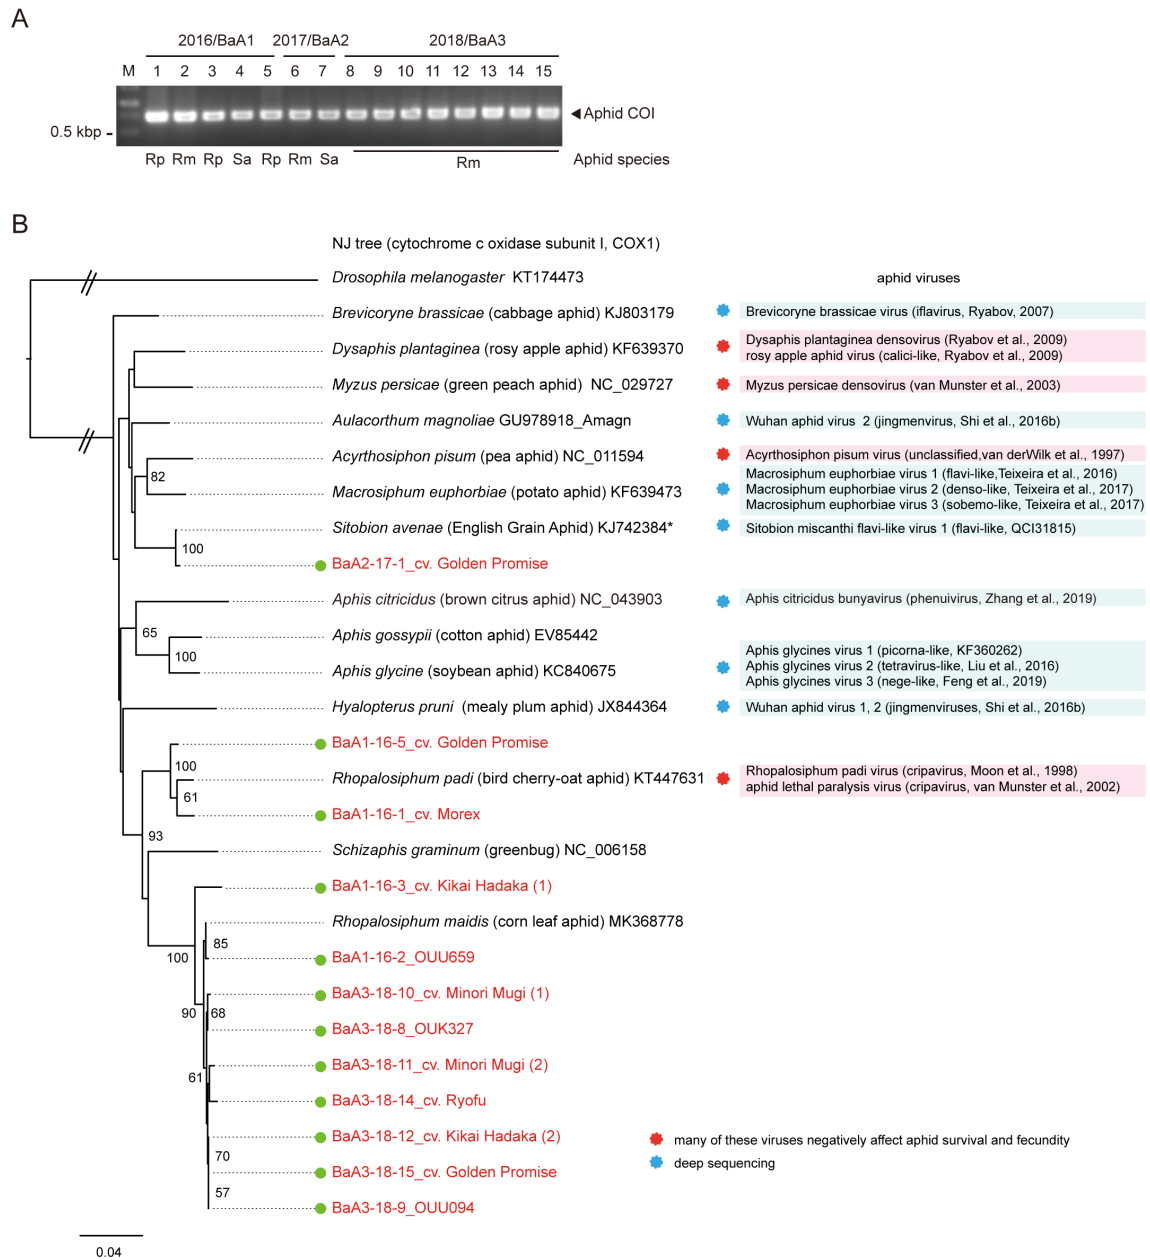 A
2016/BaA1 2017/BaA2 2018/BaA3
M 1 2 3 4 5 6 7 8 9 10 11 12 13 14 15
Aphid COI
0.5 kbp
Rp Rm Rp Sa Rp Rm Sa Rm Aphid species
B
NJ tree (cytochrome c oxidase subunit I, COX1)
Drosophila melanogaster KT174473
aphid viruses
Brevicoryne brassicae (cabbage aphid) KJ803179
Brevicoryne brassicae virus (iflavirus, Ryabov, 2007)
Dysaphis plantaginea (rosy apple aphid) KF639370
Dysaphis plantaginea densovirus (Ryabov et al., 2009)
rosy apple aphid virus (calici-like, Ryabov et al., 2009)
Myzus persicae (green peach aphid) NC_029727
Myzus persicae densovirus (van Munster et al., 2003)
Aulacorthum magnoliae GU978918_Amagn
Wuhan aphid virus 2 (jingmenvirus, Shi et al., 2016b)
Acyrthosiphon pisum (pea aphid) NC_011594
Acyrthosiphon pisum virus (unclassified,van derWilk et al., 1997)
82
Macrosiphum euphorbiae (potato aphid) KF639473
Macrosiphum euphorbiae virus 1 (flavi-like,Teixeira et al., 2016)
Macrosiphum euphorbiae virus 2 (denso-like, Teixeira et al., 2017)
Macrosiphum euphorbiae virus 3 (sobemo-like, Teixeira et al., 2017)
Sitobion avenae (English Grain Aphid) KJ742384*
Sitobion miscanthi flavi-like virus 1 (flavi-like, QCI31815)
100
BaA2-17-1_cv. Golden Promise
Aphis citricidus (brown citrus aphid) NC_043903
Aphis citricidus bunyavirus (phenuivirus, Zhang et al., 2019)
65
Aphis gossypii (cotton aphid) EV85442
100
Aphis glycine (soybean aphid) KC840675
Aphis glycines virus 1 (picorna-like, KF360262)
Aphis glycines virus 2 (tetravirus-like, Liu et al., 2016)
Aphis glycines virus 3 (nege-like, Feng et al., 2019)
Hyalopterus pruni (mealy plum aphid) JX844364
Wuhan aphid virus 1, 2 (jingmenviruses, Shi et al., 2016b)
BaA1-16-5_cv. Golden Promise
100
Rhopalosiphum padi (bird cherry-oat aphid) KT447631
Rhopalosiphum padi virus (cripavirus, Moon et al., 1998)
aphid lethal paralysis virus (cripavirus, van Munster et al., 2002)
61
BaA1-16-1_cv. Morex
93
Schizaphis graminum (greenbug) NC_006158
BaA1-16-3_cv. Kikai Hadaka (1)
Rhopalosiphum maidis (corn leaf aphid) MK368778
85
100
BaA1-16-2_OUU659
BaA3-18-10_cv. Minori Mugi (1)
90 68
BaA3-18-8_OUK327
BaA3-18-11_cv. Minori Mugi (2)
61
BaA3-18-14_cv. Ryofu
BaA3-18-12_cv. Kikai Hadaka (2)
many of these viruses negatively affect aphid survival and fecundity
70
deep sequencing
BaA3-18-15_cv. Golden Promise
57
BaA3-18-9_OUU094
0.04